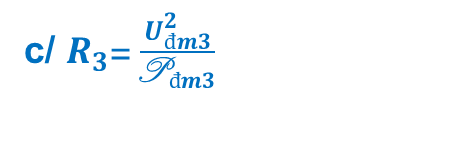 c/ R₃= U²đm3 / 𝒫đm3